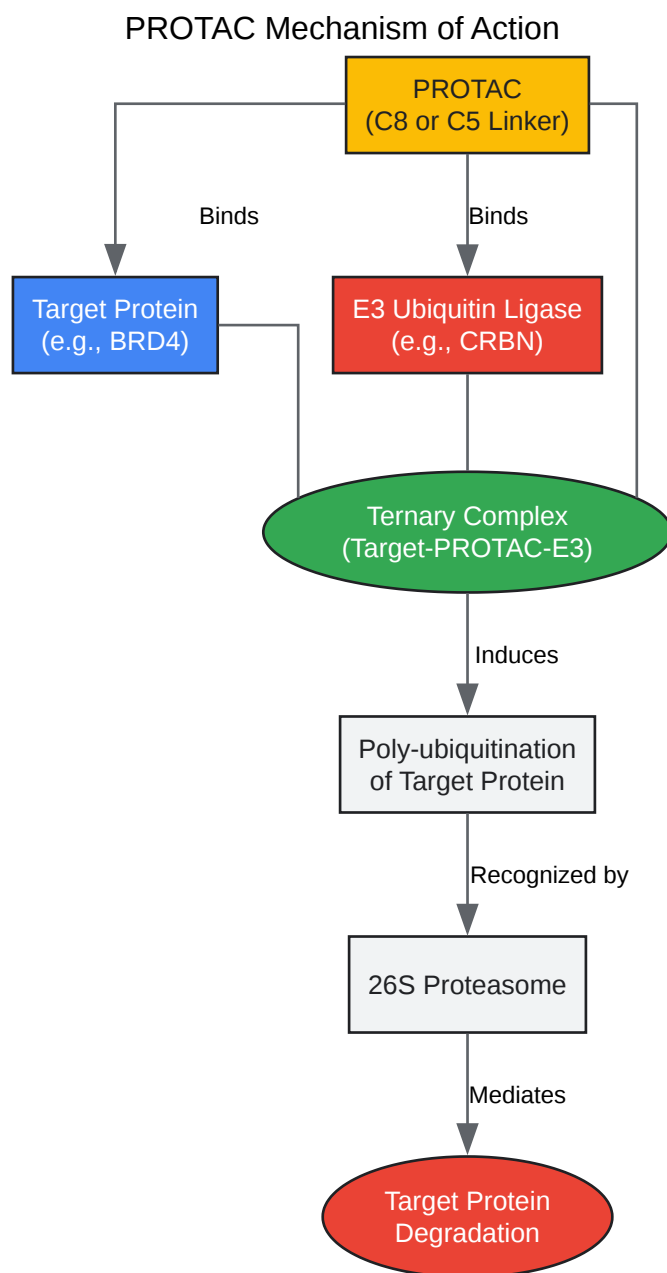 PROTAC Mechanism of Action
PROTAC
(C8 or C5 Linker)
Binds
Binds
Target Protein
(e.g., BRD4)
E3 Ubiquitin Ligase
(e.g., CRBN)
Ternary Complex
(Target-PROTAC-E3)
Induces
Poly-ubiquitination
of Target Protein
Recognized by
26S Proteasome
Mediates
Target Protein
Degradation